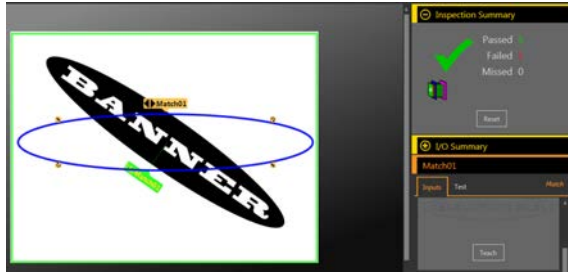 Match01
BANNER
Inspection Summary
Passed
Failed
Missed 0
Reset
I/O Summary
Match01
Inputs Test Match
Teach